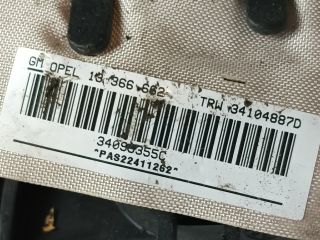 GM OPEL 13 366 662 TRW 34104887D
34093355C
*PAS22411262*